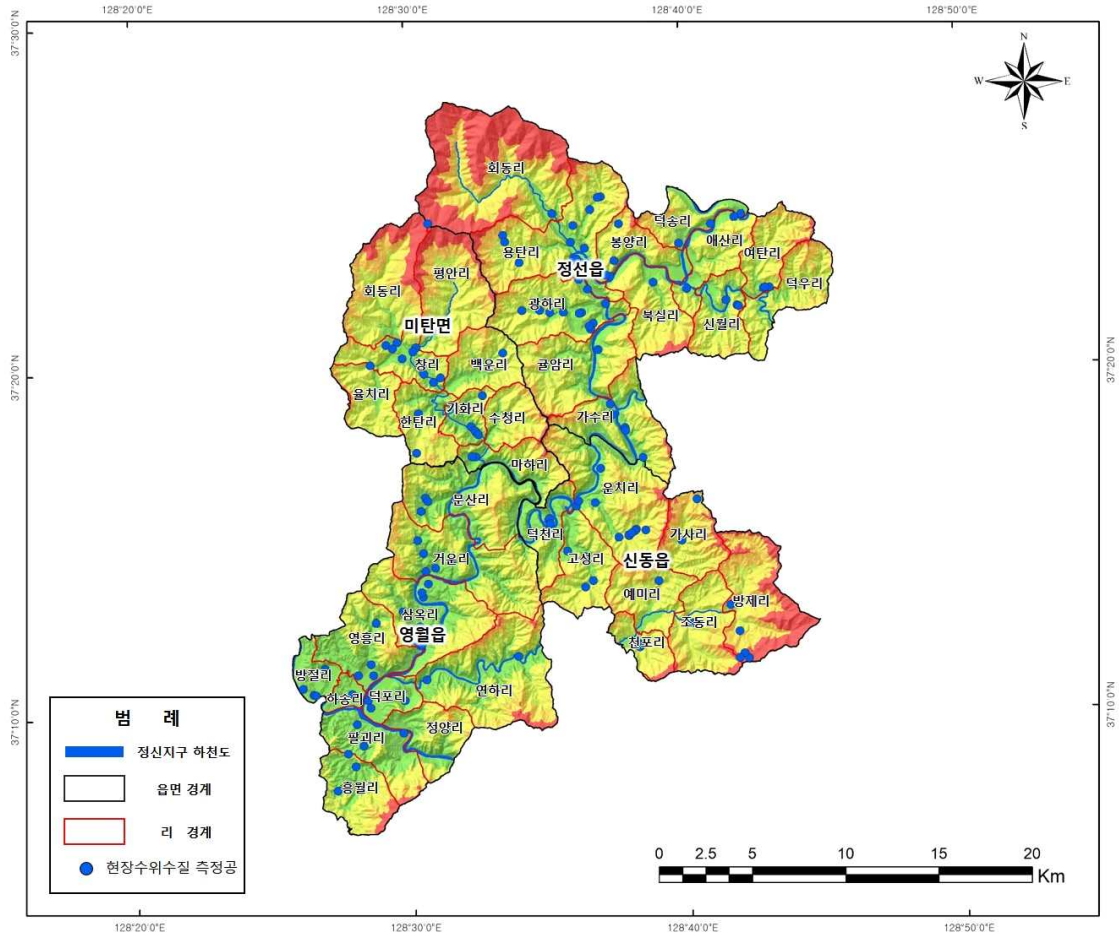 128°20'0"E 128°30'0"E 128°40'0"E 128°50'0"E
37°30'0"N
37°30'0"N
N
W E
S
회동리
덕송리
애산리
봉양리
여탄리
용탄리
정선읍
덕우리
평안리
회동리
광하리
북실리
신월리
미탄면
37°20'0"N
37°20'0"N
창리
백운리
귤암리
율치리
기화리
한탄리
수청리
가수리
마하리
운치리
문산리
덕천리
가사리
거운리
고성리
신동읍
예미리
방제리
삼옥리
조동리
영흥리
영월읍
천포리
방절리
연하리
하송리
덕포리
37°10'0"N
37°10'0"N
정양리
팔괴리
흥월리
범 례
정선지구 하천도
읍면 경계
리 경계
현장수위수질 측정공
0 2.5 5 10 15 20
Km
128°20'0"E 128°30'0"E 128°40'0"E 128°50'0"E